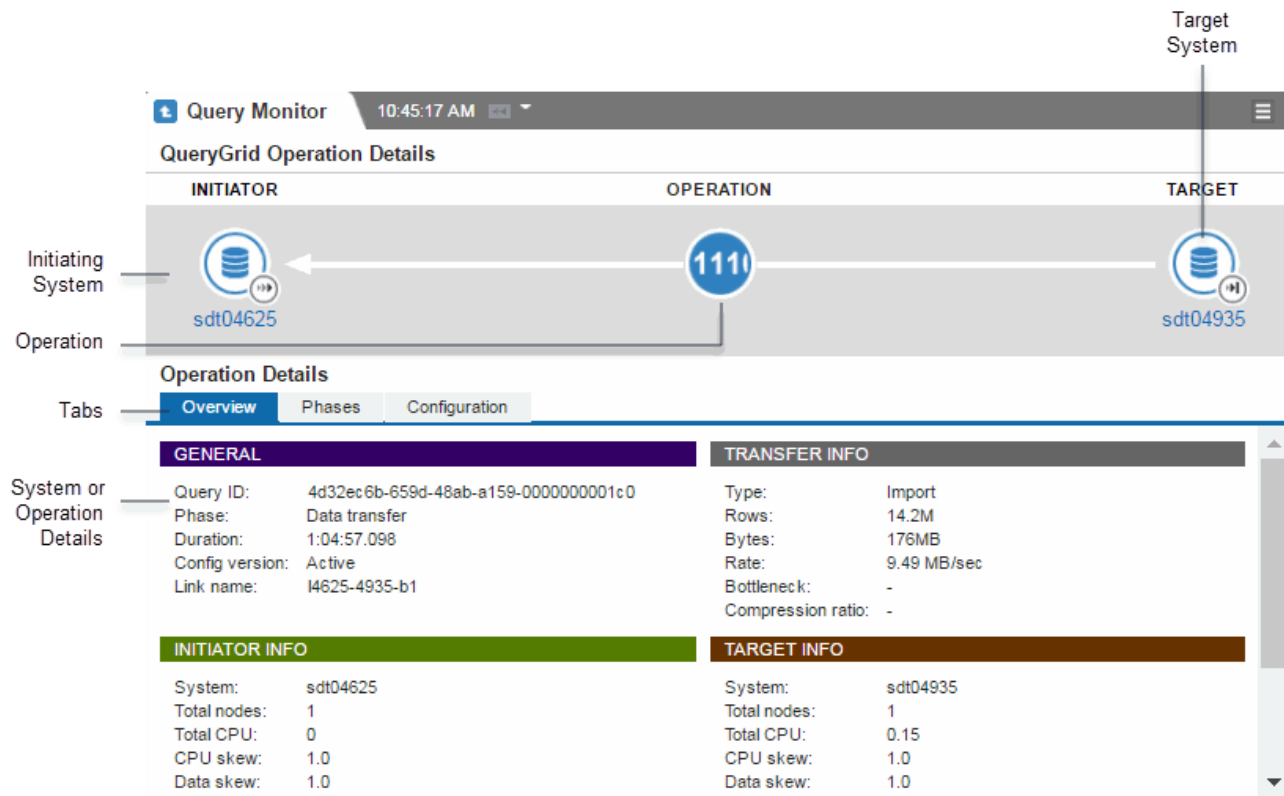 Target
System
Query Monitor 10:45:17 AM
QueryGrid Operation Details
INITIATOR OPERATION TARGET
Initiating
System
1110
sdt04625 sdt04935
Operation
Operation Details
Tabs
Overview Phases Configuration
GENERAL TRANSFER INFO
System or
Operation
Details
Query ID: 4d32ec6b-659d-48ab-a159-0000000001c0 Type: Import
Phase: Data transfer Rows: 14.2M
Duration: 1:04:57.098 Bytes: 176MB
Config version: Active Rate: 9.49 MB/sec
Link name: l4625-4935-b1 Bottleneck: -
Compression ratio: -
INITIATOR INFO TARGET INFO
System: sdt04625 System: sdt04935
Total nodes: 1 Total nodes: 1
Total CPU: 0 Total CPU: 0.15
CPU skew: 1.0 CPU skew: 1.0
Data skew: 1.0 Data skew: 1.0